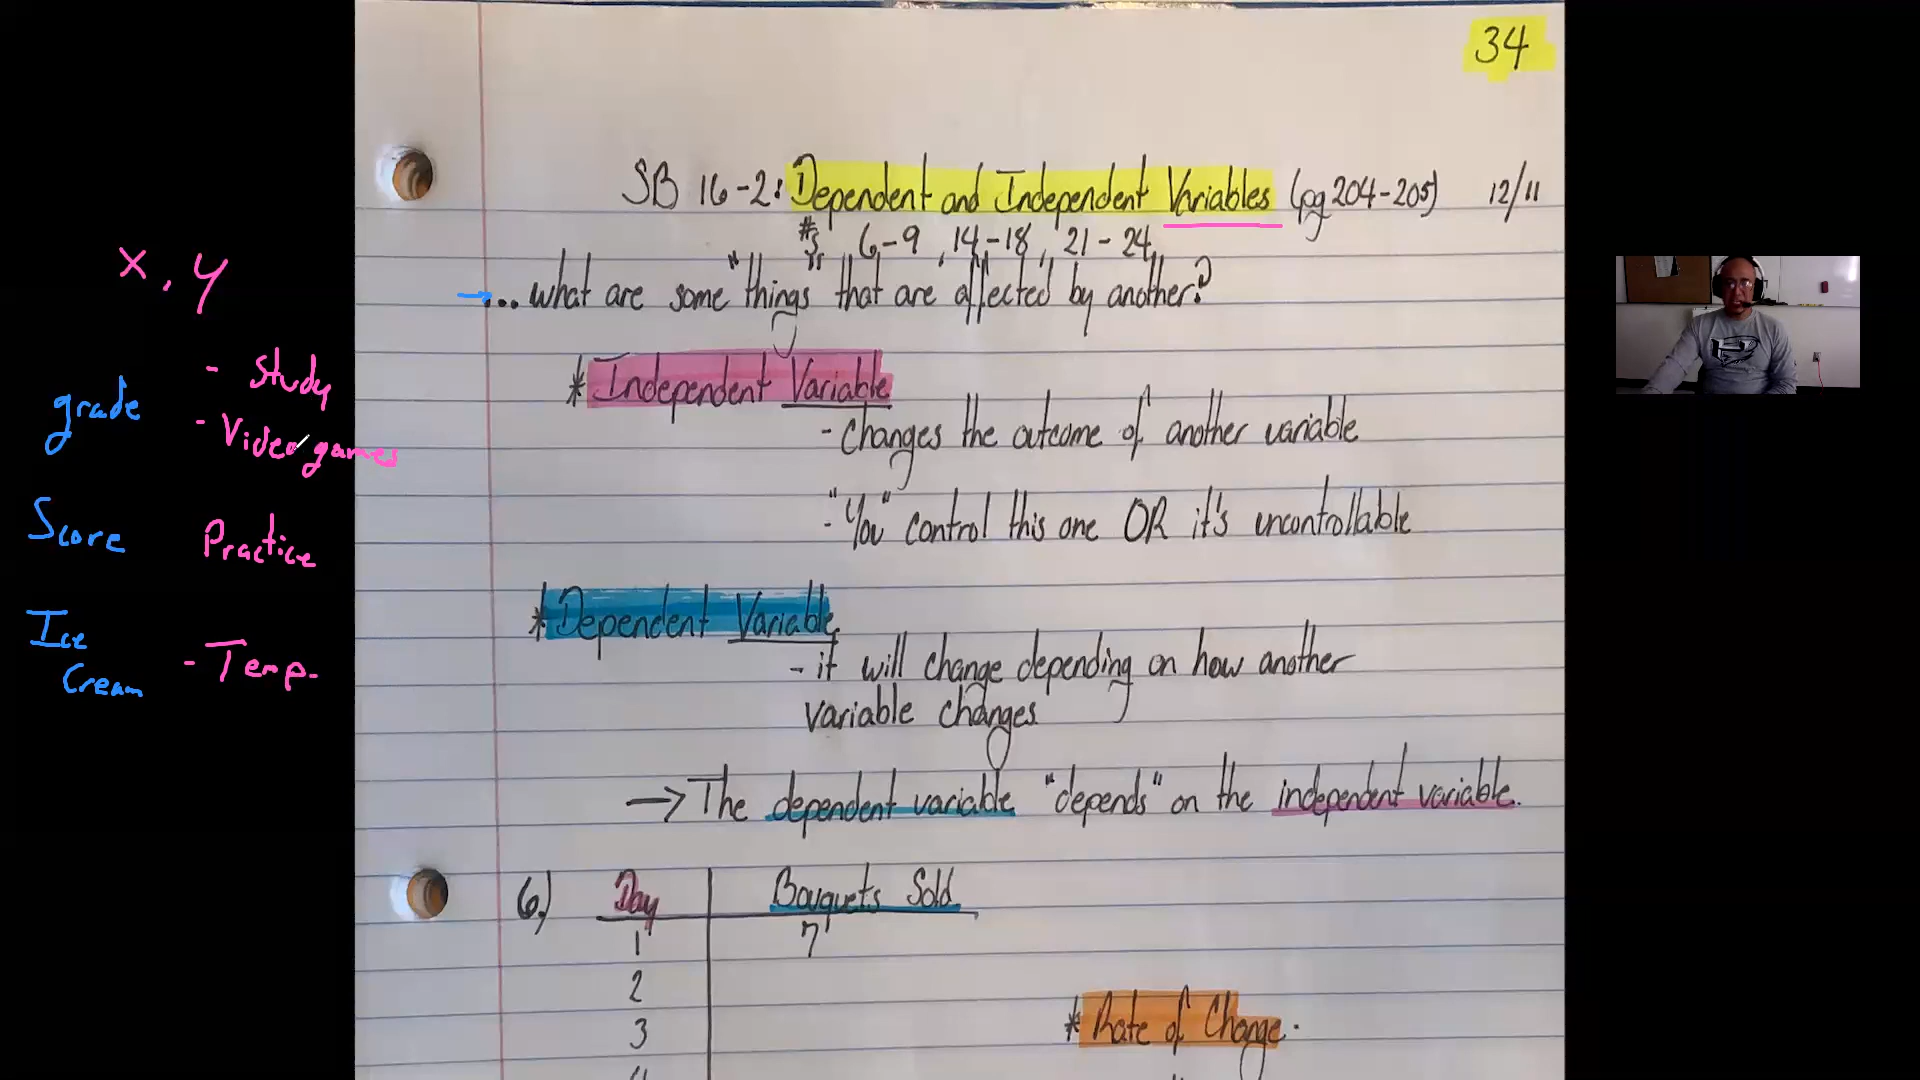 34
SB 16-2: Dependent and Independent Variables (pg 204-205) 12/11
#'s 6-9, 14-18, 21-24
x, y
→ ... what are some "things that are affected" by another?
- Study
* Independent Variable
grade
- Video games
- changes the outcome of another variable
- "You" control this one OR it's uncontrollable
Score Practice
* Dependent Variable
Ice
Cream - Temp.
- it will change depending on how another
variable changes
→ The dependent variable "depends" on the independent variable.
6.) Day Bouquets Sold
1 7
2
3
* Rate of Change.